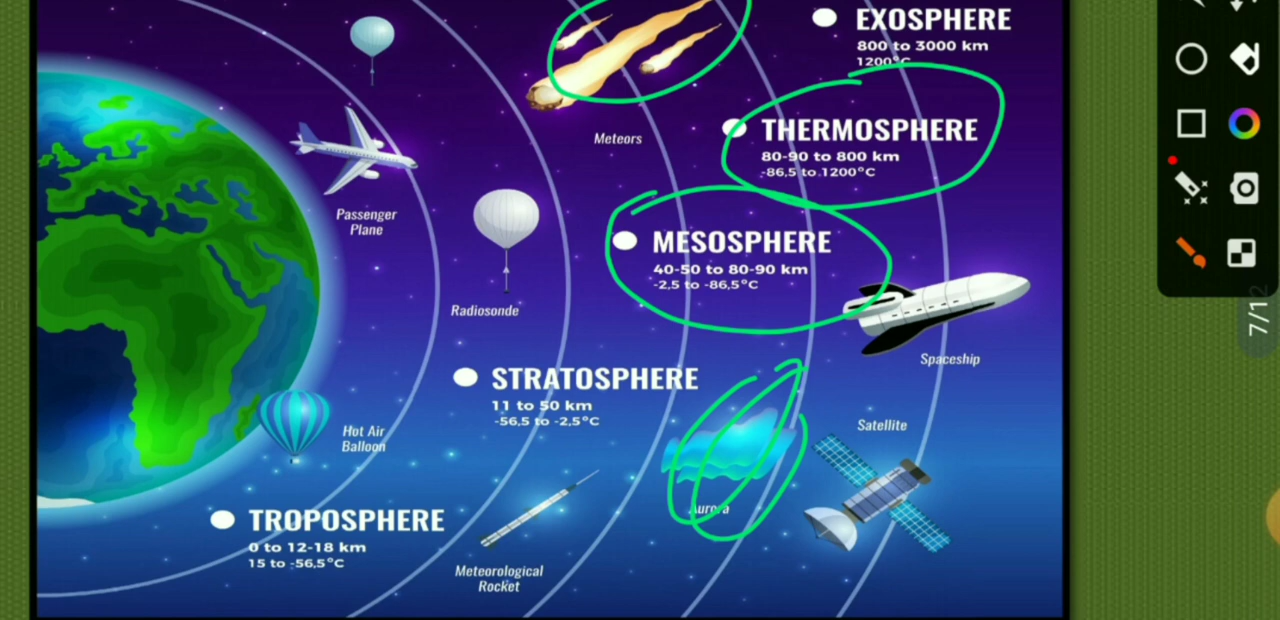 EXOSPHERE
800 to 3000 km
1200°C
THERMOSPHERE
80-90 to 800 km
-86,5 to 1200°C
Meteors
Passenger
Plane
MESOSPHERE
40-50 to 80-90 km
-2,5 to -86,5°C
Radiosonde
Spaceship
7/12
STRATOSPHERE
11 to 50 km
-56,5 to -2,5°C
Hot Air
Balloon
Satellite
Aurora
TROPOSPHERE
0 to 12-18 km
15 to -56,5°C
Meteorological
Rocket